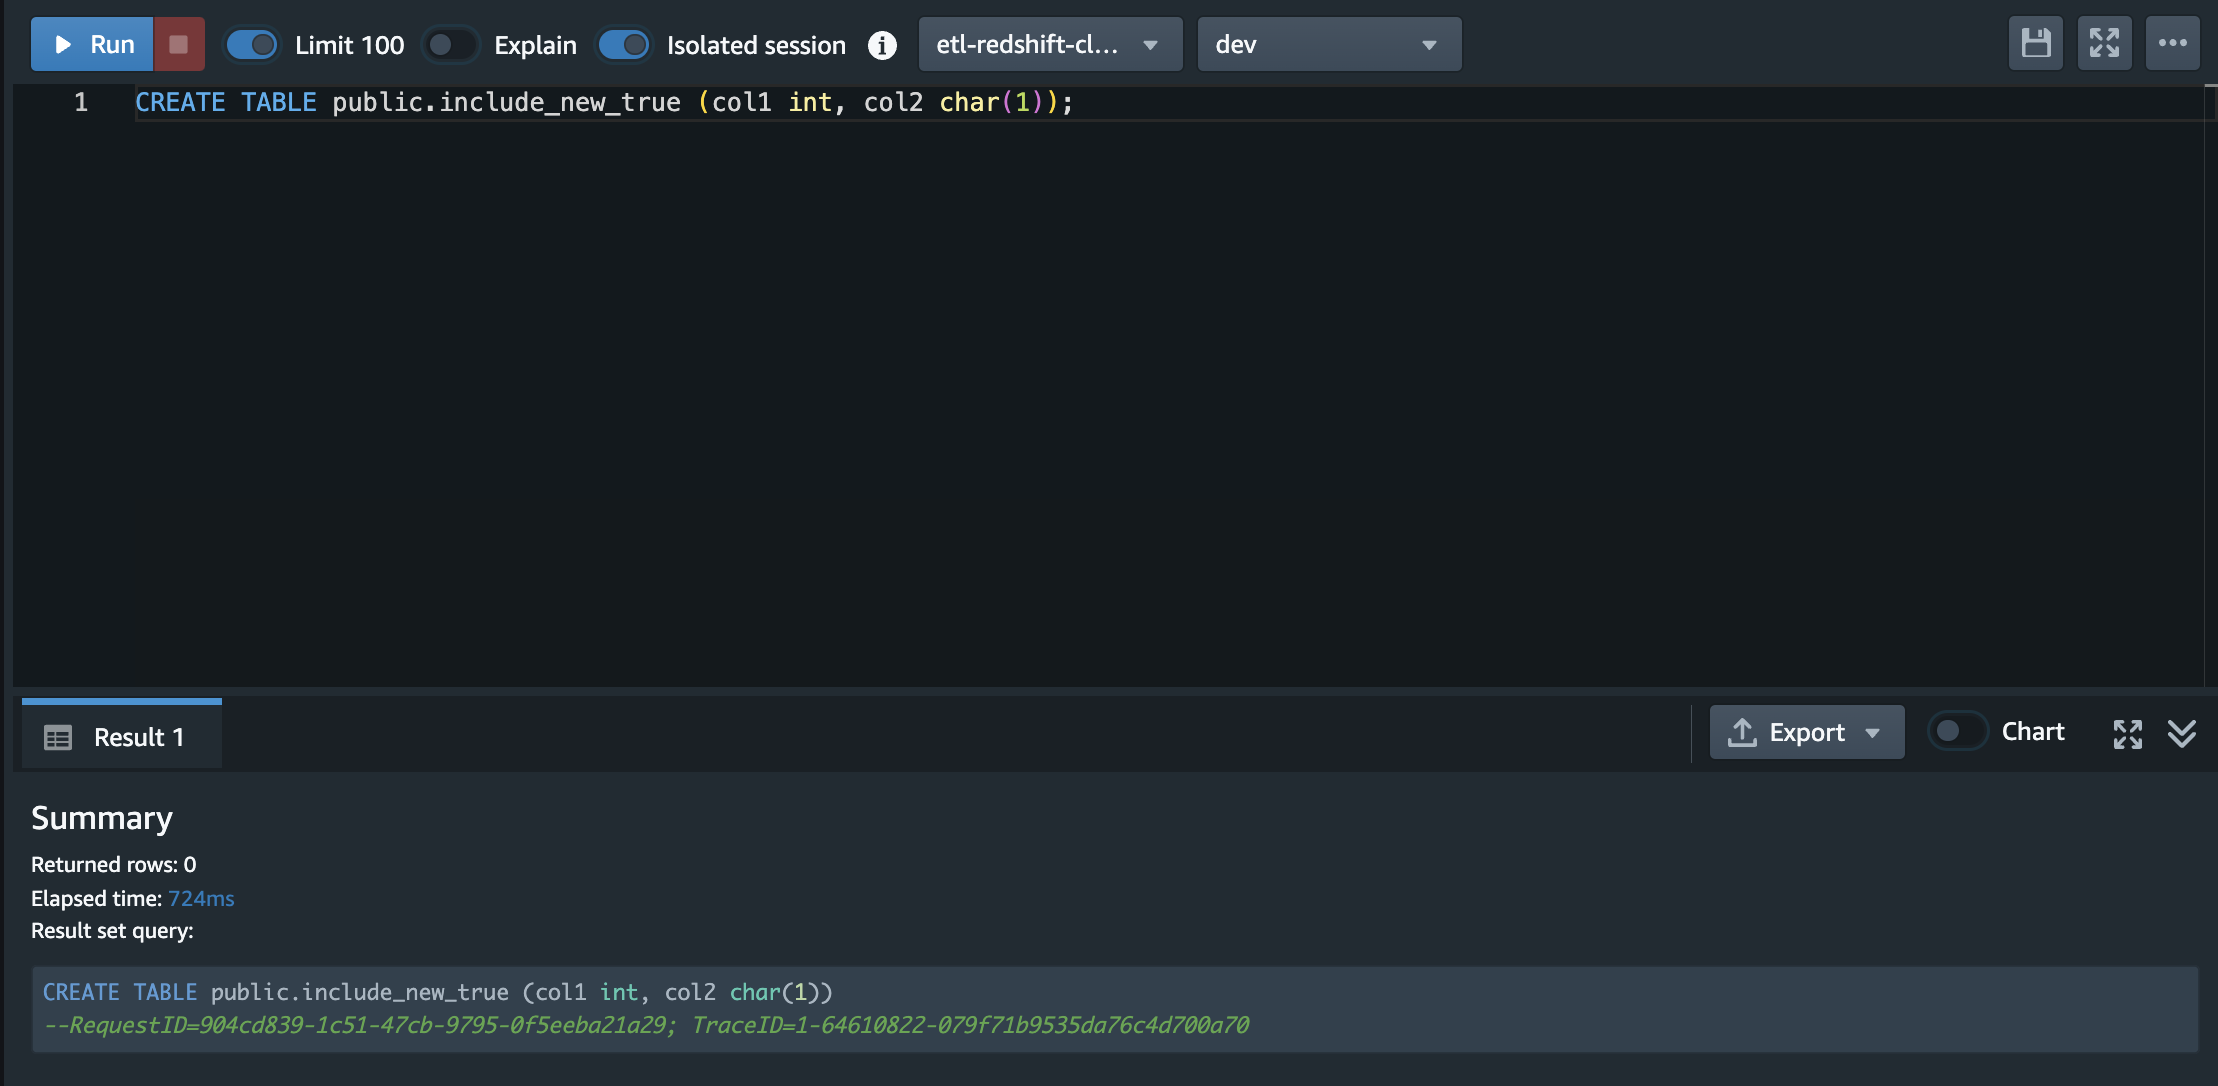 Run Limit 100 Explain Isolated session i etl-redshift-cl... dev
1 CREATE TABLE public.include_new_true (col1 int, col2 char(1));
Result 1 Export Chart
Summary
Returned rows: 0
Elapsed time: 724ms
Result set query:
CREATE TABLE public.include_new_true (col1 int, col2 char(1))
--RequestID=904cd839-1c51-47cb-9795-0f5eeba21a29; TraceID=1-64610822-079f71b9535da76c4d700a70